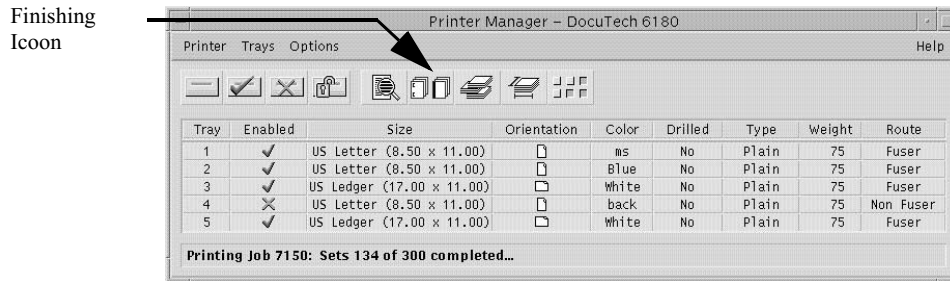 Finishing
Icoon
Printer Manager – DocuTech 6180
Printer Trays Options Help
Tray Enabled Size Orientation Color Drilled Type Weight Route
1 US Letter (8.50 x 11.00) ms No Plain 75 Fuser
2 US Letter (8.50 x 11.00) Blue No Plain 75 Fuser
3 US Ledger (17.00 x 11.00) White No Plain 75 Fuser
4 US Letter (8.50 x 11.00) back No Plain 75 Non Fuser
5 US Ledger (17.00 x 11.00) White No Plain 75 Fuser
Printing Job 7150: Sets 134 of 300 completed...